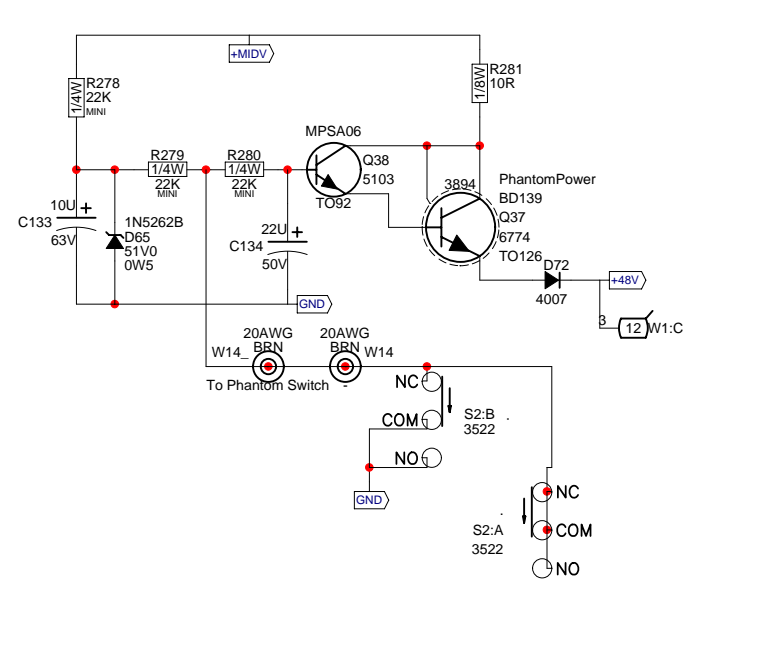 +MIDV
R278
22K
MINI
1/4W
R281
10R
1/8W
MPSA06
Q38
5103
TO92
R279
1/4W
22K
MINI
R280
1/4W
22K
MINI
3894
PhantomPower
BD139
Q37
6774
TO126
10U
C133
63V
1N5262B
D65
51V0
0W5
22U
C134
50V
D72
4007
+48V
GND
3
12
W1:C
20AWG
BRN
W14_
20AWG
BRN
W14
To Phantom Switch -
NC
COM
NO
S2:B
3522
GND
NC
S2:A
COM
3522
NO